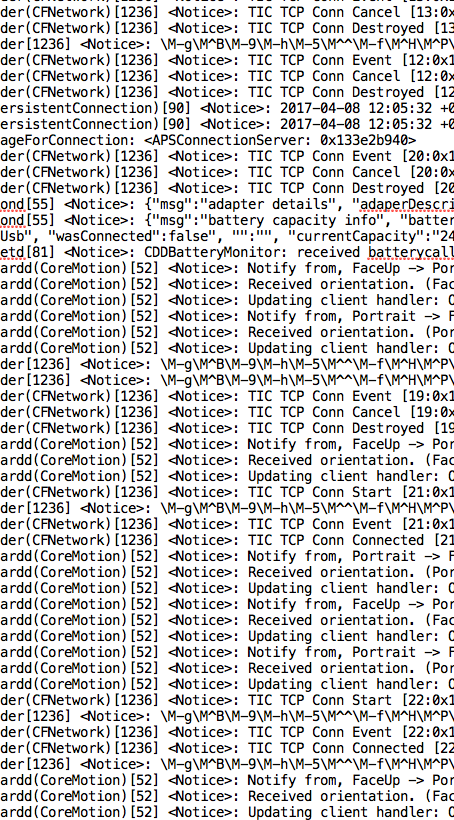 der(CFNetwork)[1236] <Notice>: TIC TCP Conn Cancel [13:0x
der(CFNetwork)[1236] <Notice>: TIC TCP Conn Destroyed [13
der[1236] <Notice>: \M-g\M^B\M-9\M-h\M-5\M^^\M-f\M^H\M^P\
der(CFNetwork)[1236] <Notice>: TIC TCP Conn Event [12:0x1
der(CFNetwork)[1236] <Notice>: TIC TCP Conn Cancel [12:0x
der(CFNetwork)[1236] <Notice>: TIC TCP Conn Destroyed [12
ersistentConnection)[90] <Notice>: 2017-04-08 12:05:32 +0
ersistentConnection)[90] <Notice>: 2017-04-08 12:05:32 +0
ageForConnection: <APSConnectionServer: 0x133e2b940>
der(CFNetwork)[1236] <Notice>: TIC TCP Conn Event [20:0x1
der(CFNetwork)[1236] <Notice>: TIC TCP Conn Cancel [20:0x
der(CFNetwork)[1236] <Notice>: TIC TCP Conn Destroyed [20
ond[55] <Notice>: {"msg":"adapter details", "adaperDescri
ond[55] <Notice>: {"msg":"battery capacity info", "batter
Usb", "wasConnected":false, "":"", "currentCapacity":"24
etd[81] <Notice>: CDDBatteryMonitor: received batterycall
ardd(CoreMotion)[52] <Notice>: Notify from, FaceUp —> Por
ardd(CoreMotion)[52] <Notice>: Received orientation. (Fac
ardd(CoreMotion)[52] <Notice>: Updating client handler: O
ardd(CoreMotion)[52] <Notice>: Notify from, Portrait —> F
ardd(CoreMotion)[52] <Notice>: Received orientation. (Por
ardd(CoreMotion)[52] <Notice>: Updating client handler: O
der[1236] <Notice>: \M-g\M^B\M-9\M-h\M-5\M^^\M-f\M^H\M^P\
der[1236] <Notice>: \M-g\M^B\M-9\M-h\M-5\M^^\M-f\M^H\M^P\
der(CFNetwork)[1236] <Notice>: TIC TCP Conn Event [19:0x1
der(CFNetwork)[1236] <Notice>: TIC TCP Conn Cancel [19:0x
der(CFNetwork)[1236] <Notice>: TIC TCP Conn Destroyed [19
ardd(CoreMotion)[52] <Notice>: Notify from, FaceUp —> Por
ardd(CoreMotion)[52] <Notice>: Received orientation. (Fac
ardd(CoreMotion)[52] <Notice>: Updating client handler: O
der(CFNetwork)[1236] <Notice>: TIC TCP Conn Start [21:0x1
der[1236] <Notice>: \M-g\M^B\M-9\M-h\M-5\M^^\M-f\M^H\M^P\
der(CFNetwork)[1236] <Notice>: TIC TCP Conn Event [21:0x1
der(CFNetwork)[1236] <Notice>: TIC TCP Conn Connected [21
ardd(CoreMotion)[52] <Notice>: Notify from, Portrait —> F
ardd(CoreMotion)[52] <Notice>: Received orientation. (Por
ardd(CoreMotion)[52] <Notice>: Updating client handler: O
ardd(CoreMotion)[52] <Notice>: Notify from, FaceUp —> Por
ardd(CoreMotion)[52] <Notice>: Received orientation. (Fac
ardd(CoreMotion)[52] <Notice>: Updating client handler: O
ardd(CoreMotion)[52] <Notice>: Notify from, Portrait —> F
ardd(CoreMotion)[52] <Notice>: Received orientation. (Por
ardd(CoreMotion)[52] <Notice>: Updating client handler: O
der(CFNetwork)[1236] <Notice>: TIC TCP Conn Start [22:0x1
der[1236] <Notice>: \M-g\M^B\M-9\M-h\M-5\M^^\M-f\M^H\M^P\
der(CFNetwork)[1236] <Notice>: TIC TCP Conn Event [22:0x1
der(CFNetwork)[1236] <Notice>: TIC TCP Conn Connected [22
der[1236] <Notice>: \M-g\M^B\M-9\M-h\M-5\M^^\M-f\M^H\M^P\
ardd(CoreMotion)[52] <Notice>: Notify from, FaceUp —> Por
ardd(CoreMotion)[52] <Notice>: Received orientation. (Fac
ardd(CoreMotion)[52] <Notice>: Updating client handler: O